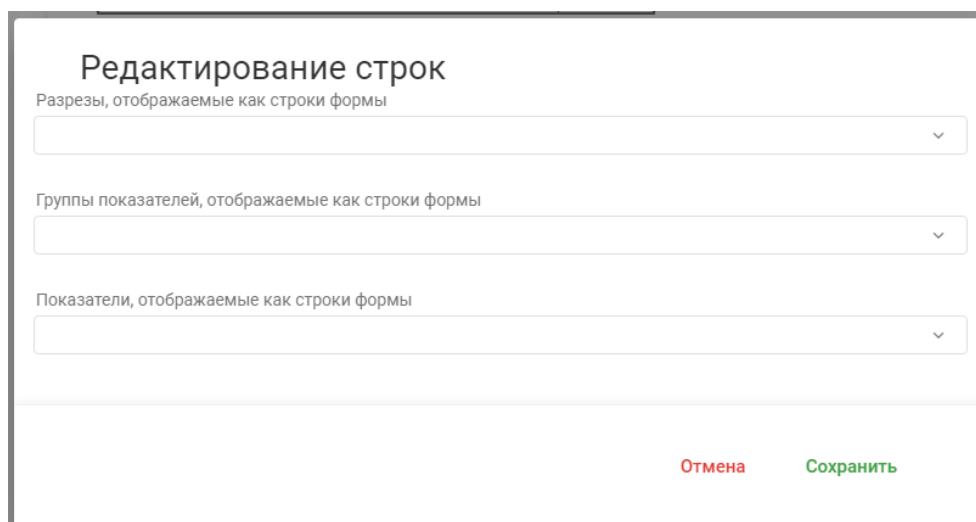 Редактирование строк
Разрезы, отображаемые как строки формы
Группы показателей, отображаемые как строки формы
Показатели, отображаемые как строки формы
Отмена Сохранить